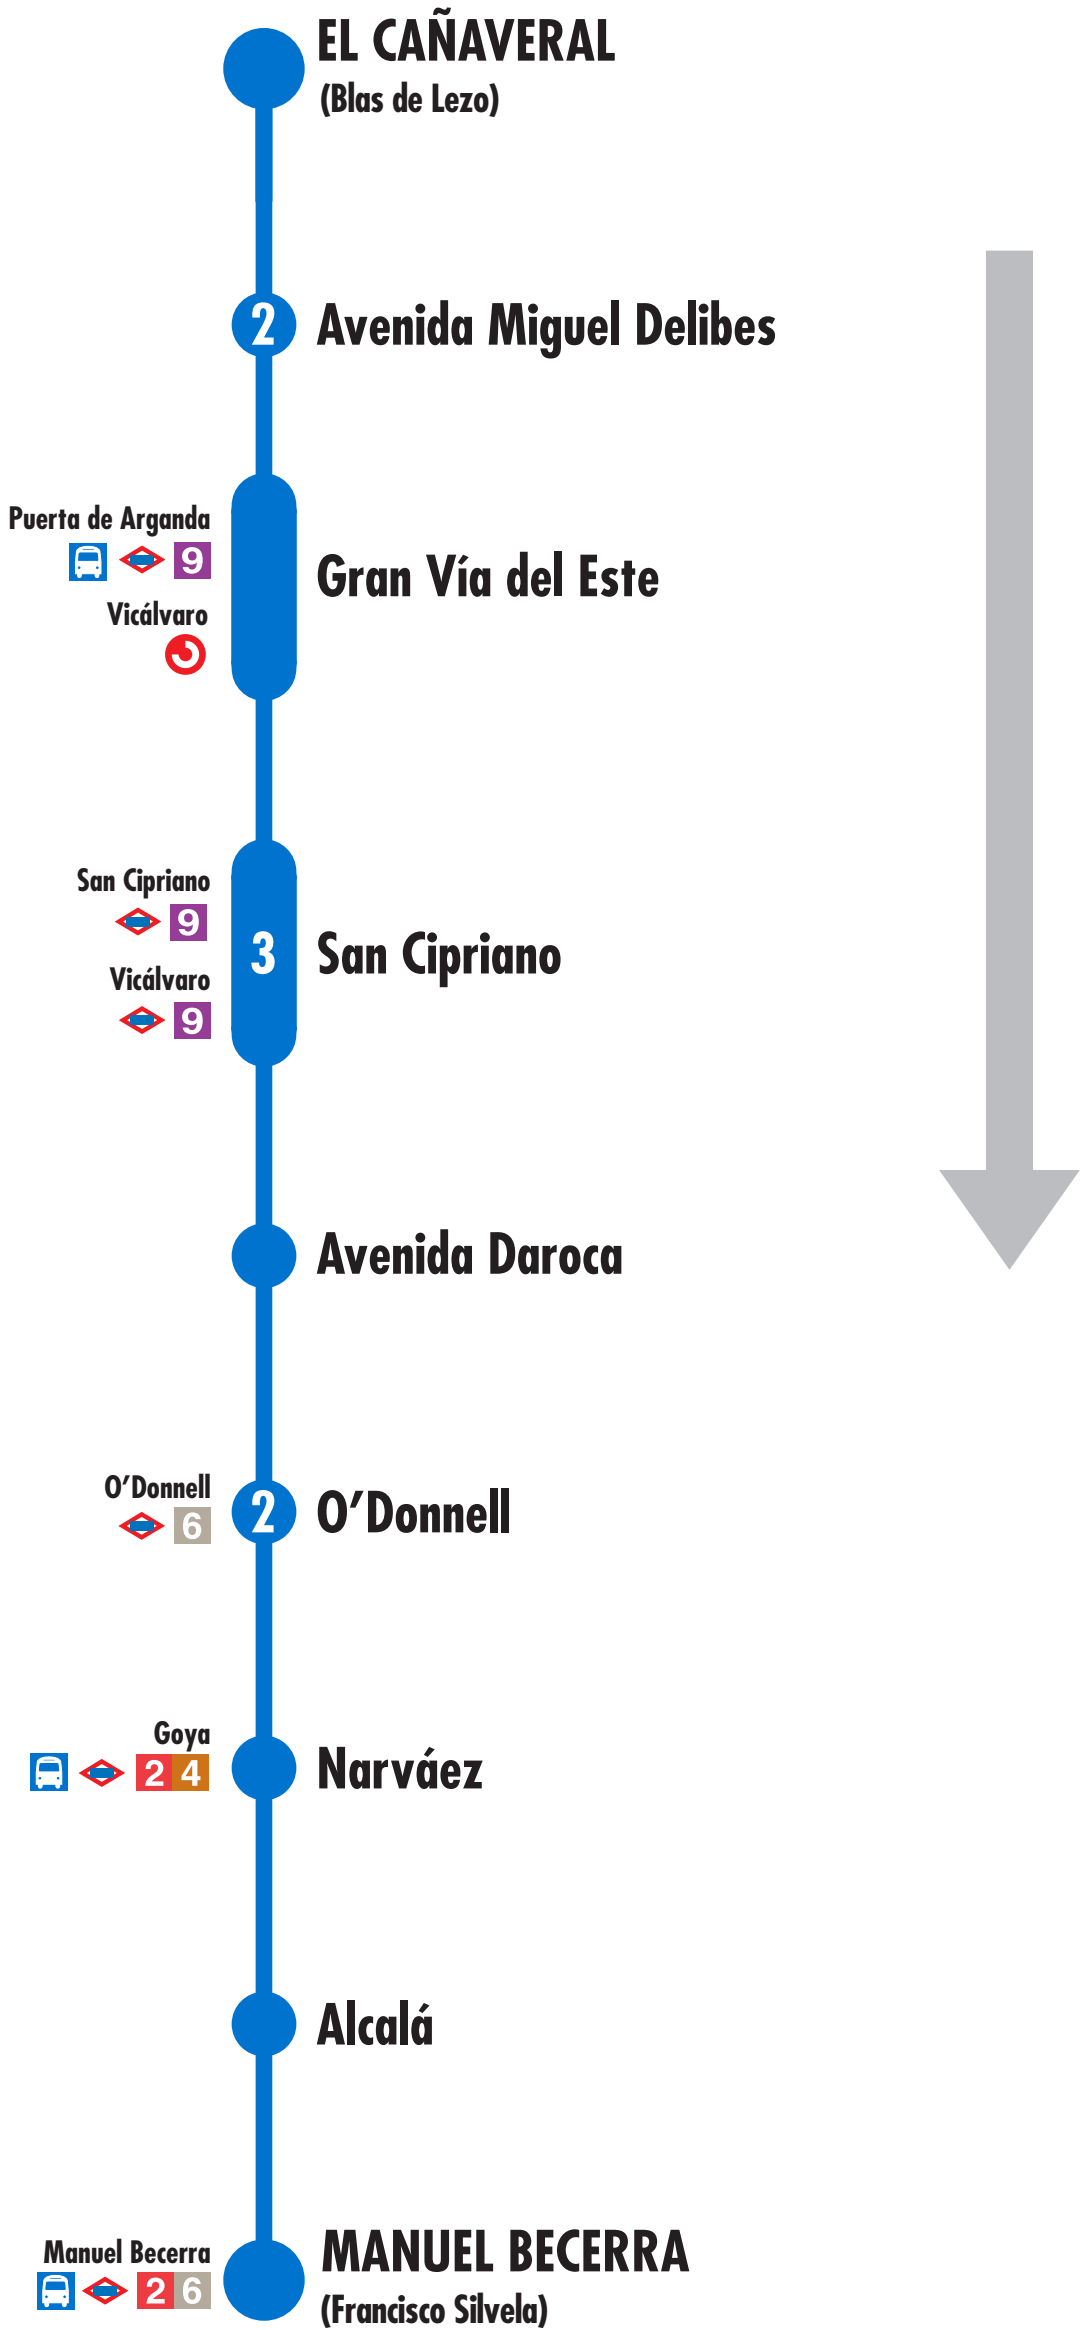 EL CAÑAVERAL
(Blas de Lezo)
2 Avenida Miguel Delibes
Puerta de Arganda
9
Vicálvaro
Gran Vía del Este
San Cipriano
9
Vicálvaro
9
3 San Cipriano
Avenida Daroca
O'Donnell
6
2 O'Donnell
Goya
2 4
Narváez
Alcalá
Manuel Becerra
2 6
MANUEL BECERRA
(Francisco Silvela)